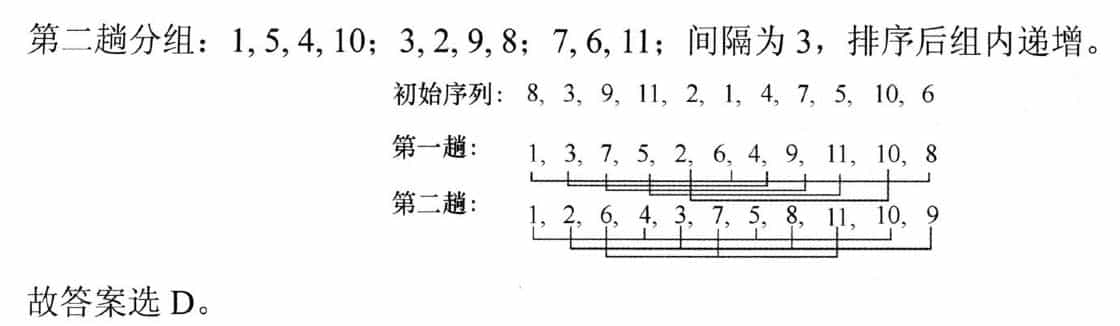 第二趟分组：1, 5, 4, 10；3, 2, 9, 8；7, 6, 11；间隔为 3，排序后组内递增。
初始序列：8, 3, 9, 11, 2, 1, 4, 7, 5, 10, 6
第一趟：1, 3, 7, 5, 2, 6, 4, 9, 11, 10, 8
第二趟：1, 2, 6, 4, 3, 7, 5, 8, 11, 10, 9
故答案选 D。